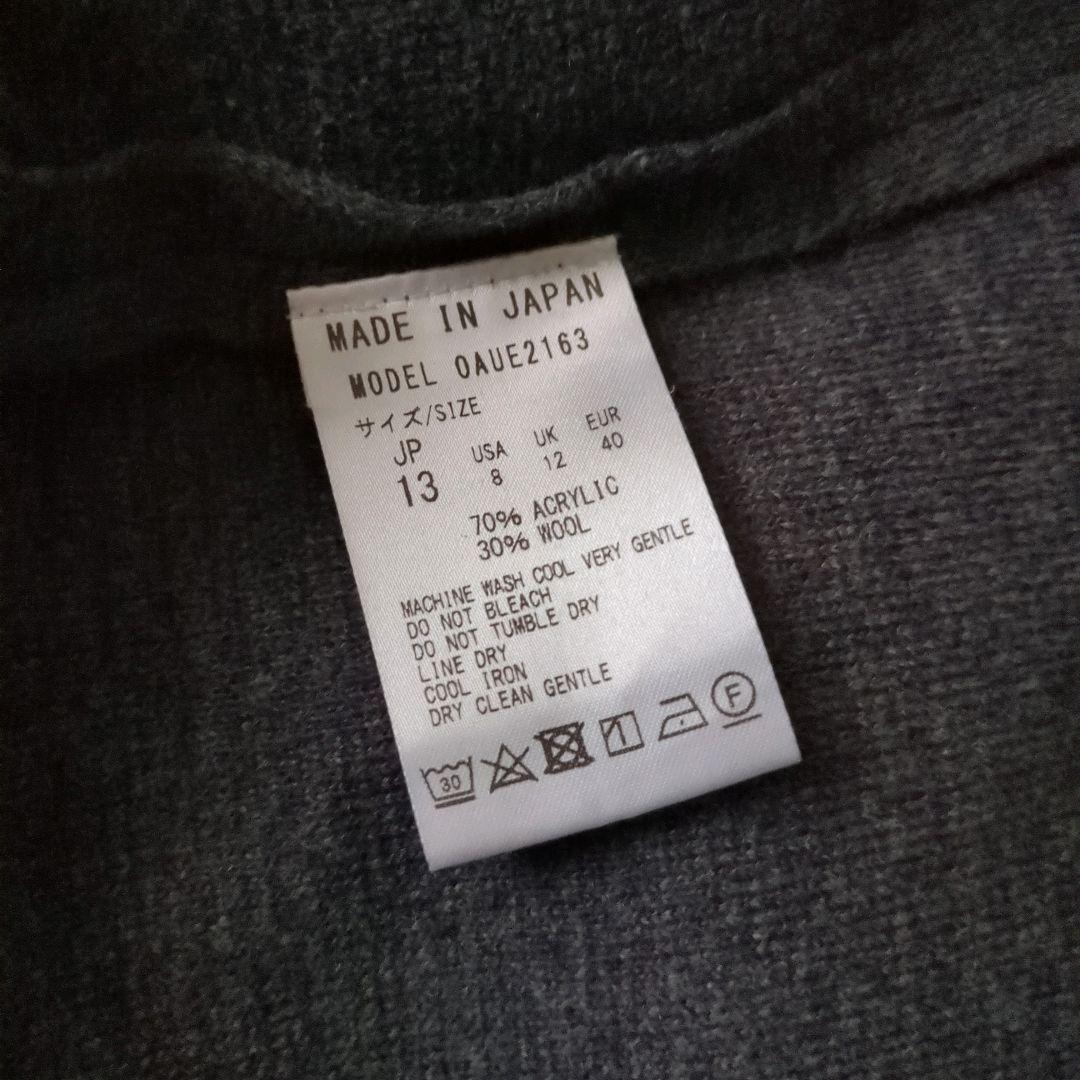 MADE IN JAPAN
MODEL OAUE2163
サイズ/SIZE
JP USA UK EUR
13 8 12 40
70% ACRYLIC
30% WOOL
MACHINE WASH COOL VERY GENTLE
DO NOT BLEACH
DO NOT TUMBLE DRY
LINE DRY
COOL IRON
DRY CLEAN GENTLE
30 F